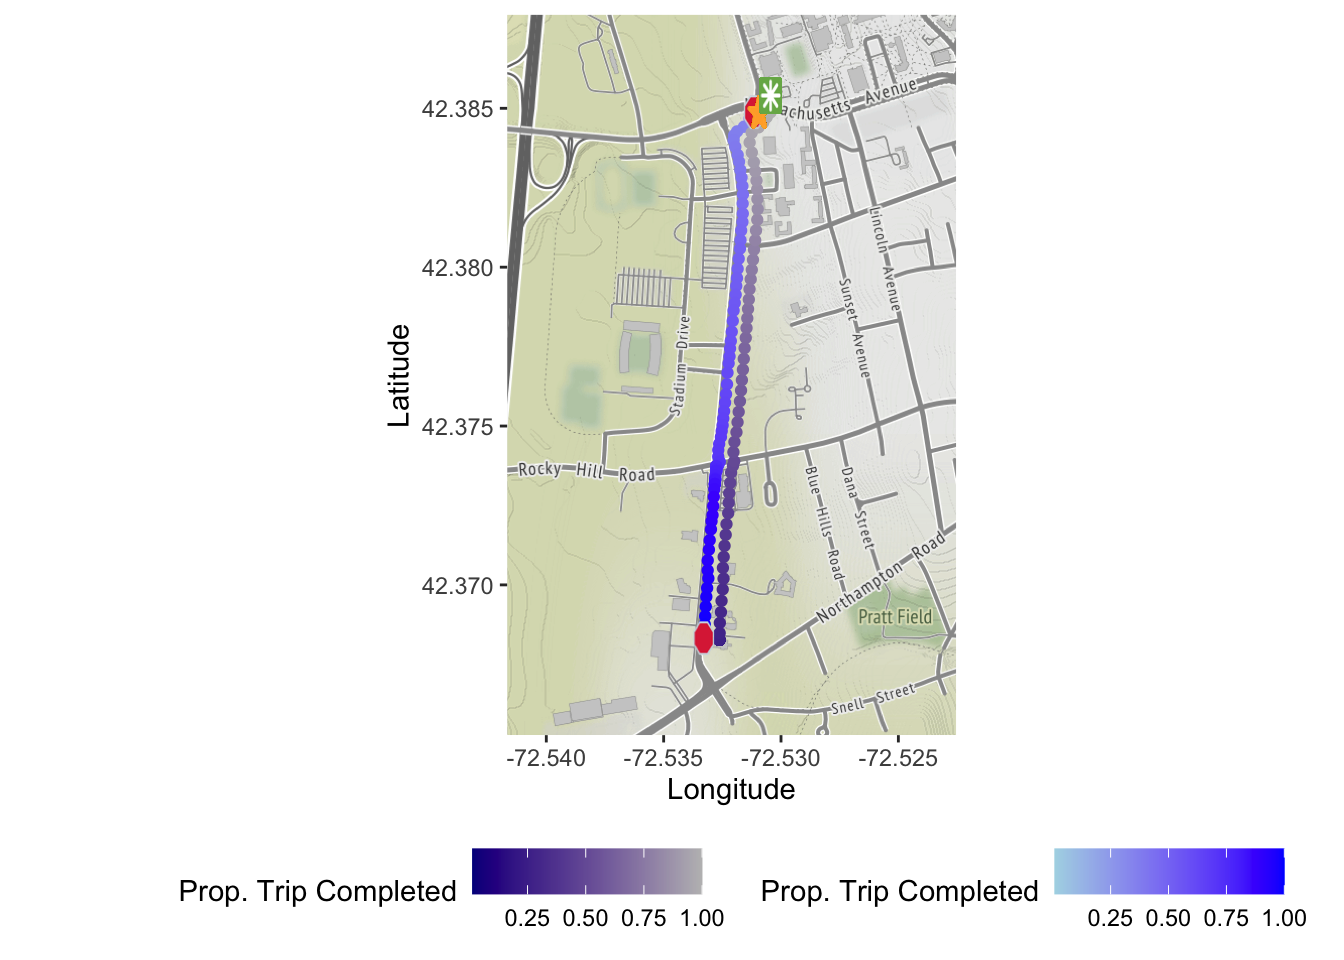 42.385
42.380
42.375
42.370
Latitude
achusetts Avenue
Lincoln Avenue
Sunset Avenue
Stadium Drive
Rocky Hill Road
Blue Hills Road
Dana Street
Northampton Road
Pratt Field
Snell Street
-72.540 -72.535 -72.530 -72.525
Longitude
Prop. Trip Completed
0.25 0.50 0.75 1.00
Prop. Trip Completed
0.25 0.50 0.75 1.00